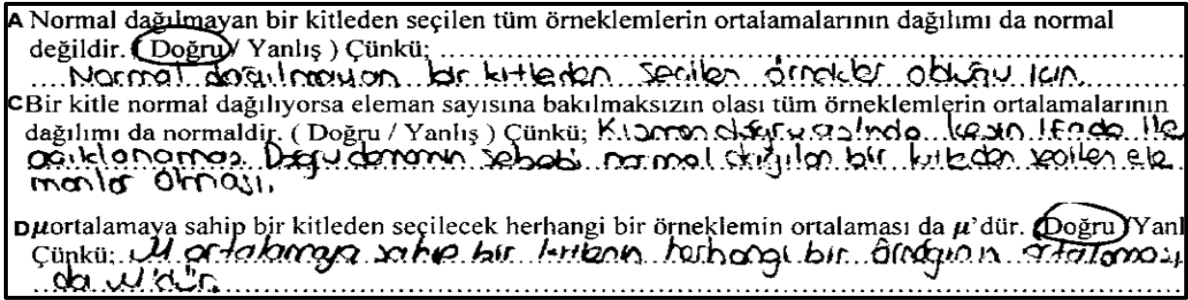 A Normal dağılmayan bir kitleden seçilen tüm örneklemlerin ortalamalarının dağılımı da normal
değildir. ( Doğru / Yanlış ) Çünkü; ....................
Normal dağılmayan bir kitleden seçilen örnekler olduğu için.
C Bir kitle normal dağılıyorsa eleman sayısına bakılmaksızın olası tüm örneklemlerin ortalamalarının
dağılımı da normaldir. ( Doğru / Yanlış ) Çünkü; Kısmen doğru aslında kesin ifade ile
açıklanamaz. Doğru dememin sebebi normal dağılan bir kitleden seçilen ele
manlar olması.
D μ ortalamaya sahip bir kitleden seçilecek herhangi bir örneklemin ortalaması da μ'dür. ( Doğru / Yanl
Çünkü; μ ortalamaya sahip bir kitlenin herhangi bir örneğinin ortalaması
da μ'dür.